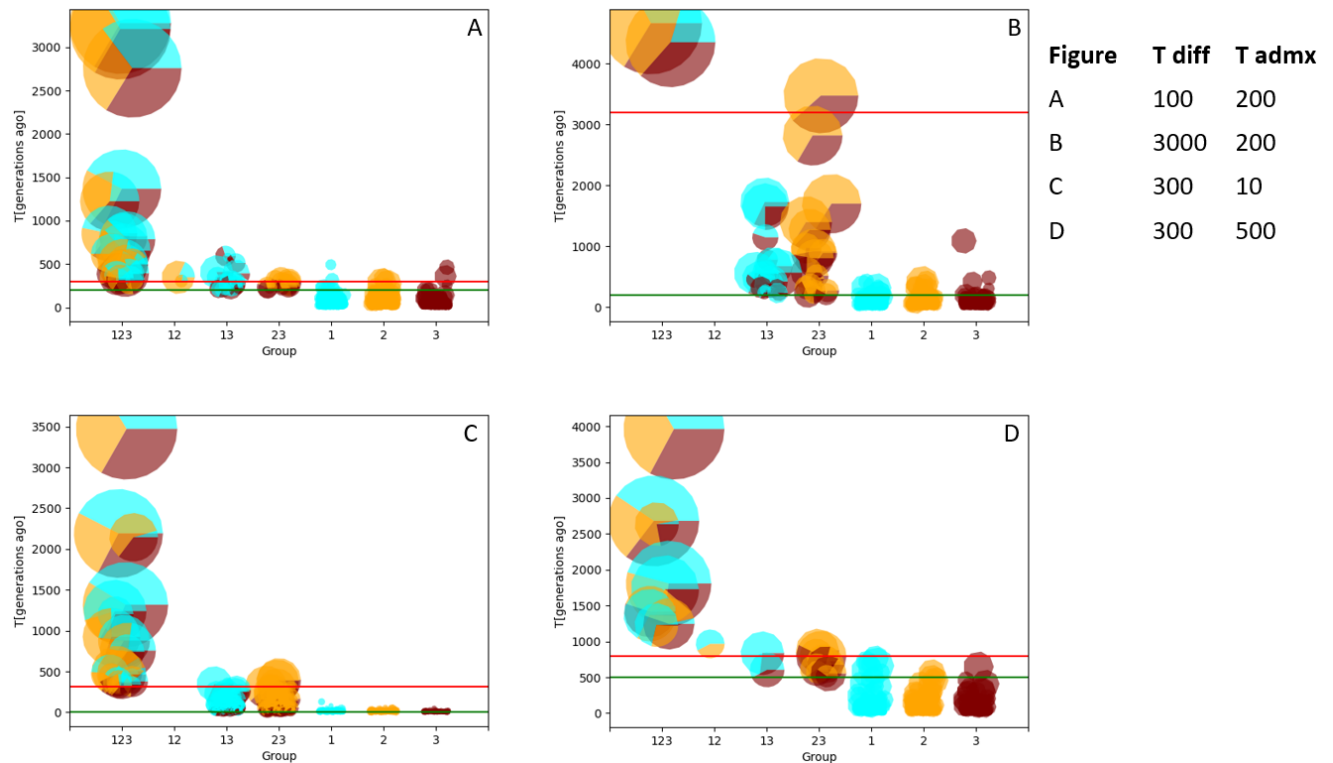 A
T[generations ago]
3000
2500
2000
1500
1000
500
0
123 12 13 23 1 2 3
Group
B
T[generations ago]
4000
3000
2000
1000
0
123 12 13 23 1 2 3
Group
Figure T diff T admx
A 100 200
B 3000 200
C 300 10
D 300 500
C
T[generations ago]
3500
3000
2500
2000
1500
1000
500
0
123 12 13 23 1 2 3
Group
D
T[generations ago]
4000
3500
3000
2500
2000
1500
1000
500
0
123 12 13 23 1 2 3
Group